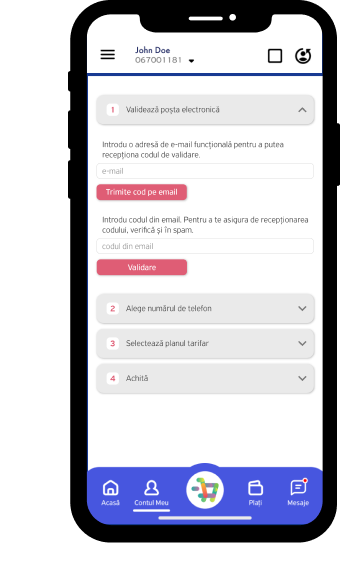 John Doe
067001181
1 Validează poșta electronică
Introdu o adresă de e-mail funcțională pentru a putea
recepționa codul de validare.
e-mail
Trimite cod pe email
Introdu codul din email. Pentru a te asigura de recepționarea
codului, verifică și în spam.
codul din email
Validare
2 Alege numărul de telefon
3 Selectează planul tarifar
4 Achită
Acasă Contul Meu Plați Mesaje